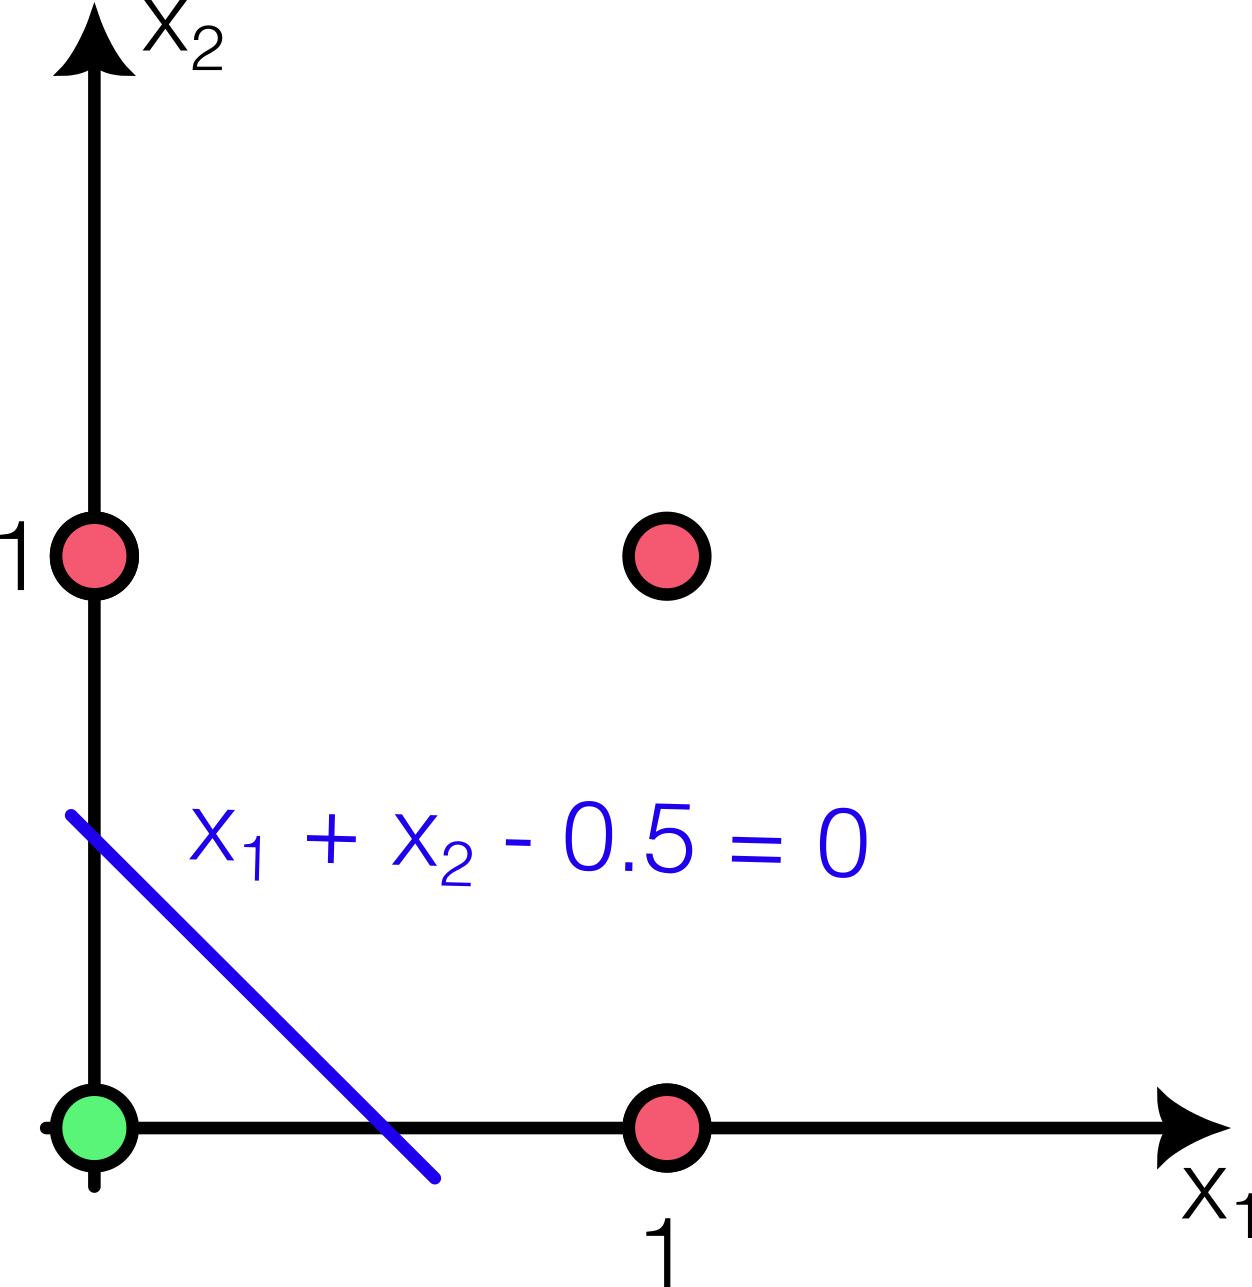 x₂
1
x₁ + x₂ - 0.5 = 0
x₁
1